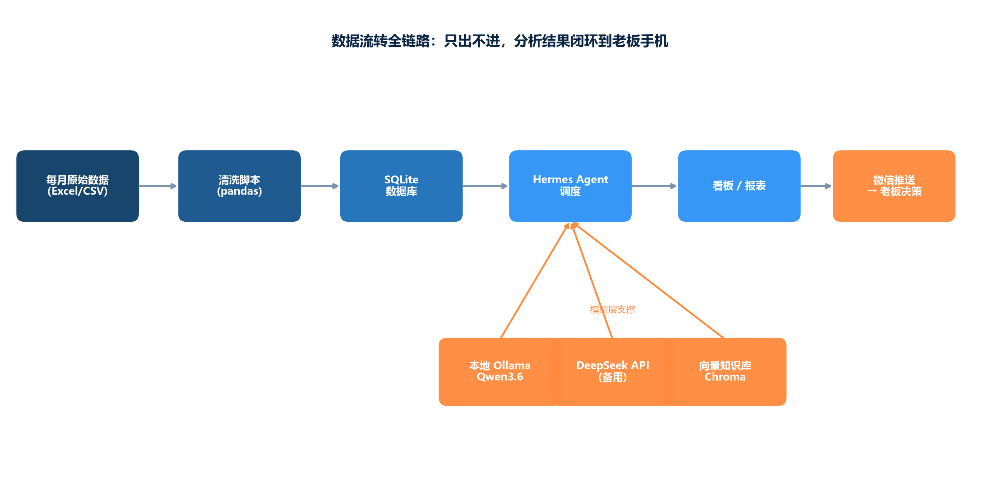 数据流转全链路：只出不进，分析结果闭环到老板手机
每月原始数据
(Excel/CSV)
清洗脚本
(pandas)
SQLite
数据库
Hermes Agent
调度
看板 / 报表
微信推送
→ 老板决策
模型层支撑
本地 Ollama
Qwen3.6
DeepSeek API
(备用)
向量知识库
Chroma